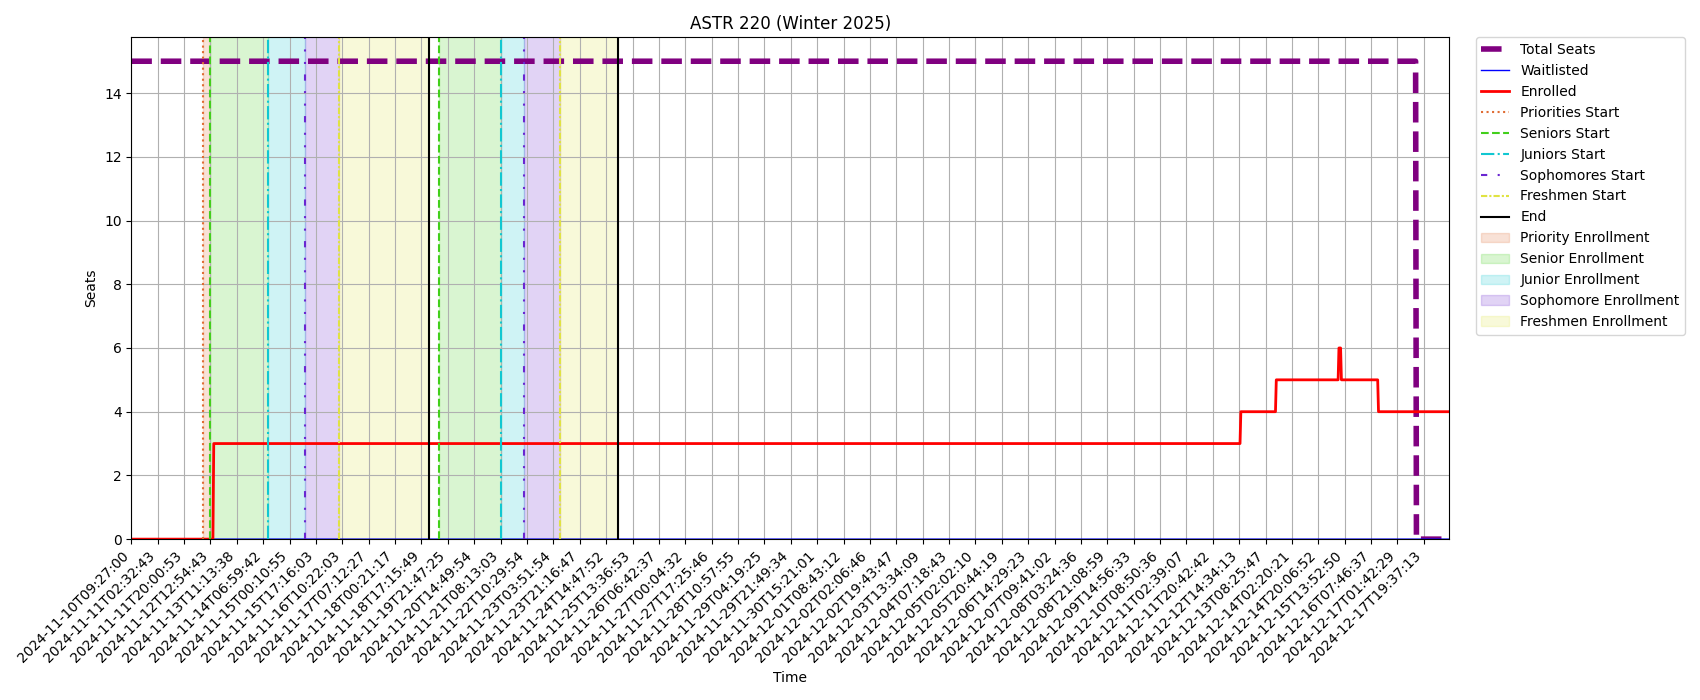 ASTR 220 (Winter 2025)
Seats
14
12
10
8
6
4
2
0
2024-11-10T09:27:00
2024-11-11T02:32:43
2024-11-11T20:00:53
2024-11-12T12:54:43
2024-11-13T11:13:38
2024-11-14T06:59:42
2024-11-15T00:10:55
2024-11-15T17:16:03
2024-11-16T10:22:03
2024-11-17T07:12:27
2024-11-18T00:21:17
2024-11-18T17:15:49
2024-11-19T21:47:25
2024-11-20T14:49:54
2024-11-21T08:13:03
2024-11-22T10:29:54
2024-11-23T03:51:54
2024-11-23T21:16:47
2024-11-24T14:47:52
2024-11-25T13:36:53
2024-11-26T06:42:37
2024-11-27T00:04:32
2024-11-27T17:25:46
2024-11-28T10:57:55
2024-11-29T04:19:25
2024-11-29T21:49:34
2024-11-30T15:21:01
2024-12-01T08:43:12
2024-12-02T02:06:46
2024-12-02T19:43:47
2024-12-03T13:34:09
2024-12-04T07:18:43
2024-12-05T02:02:10
2024-12-05T20:44:19
2024-12-06T14:29:23
2024-12-07T09:41:02
2024-12-08T03:24:36
2024-12-08T21:08:59
2024-12-09T14:56:33
2024-12-10T08:50:36
2024-12-11T02:39:07
2024-12-11T20:42:42
2024-12-12T14:34:13
2024-12-13T08:25:47
2024-12-14T02:20:21
2024-12-14T20:06:52
2024-12-15T13:52:50
2024-12-16T07:46:37
2024-12-17T01:42:29
2024-12-17T19:37:13
Time
Total Seats
Waitlisted
Enrolled
Priorities Start
Seniors Start
Juniors Start
Sophomores Start
Freshmen Start
End
Priority Enrollment
Senior Enrollment
Junior Enrollment
Sophomore Enrollment
Freshmen Enrollment